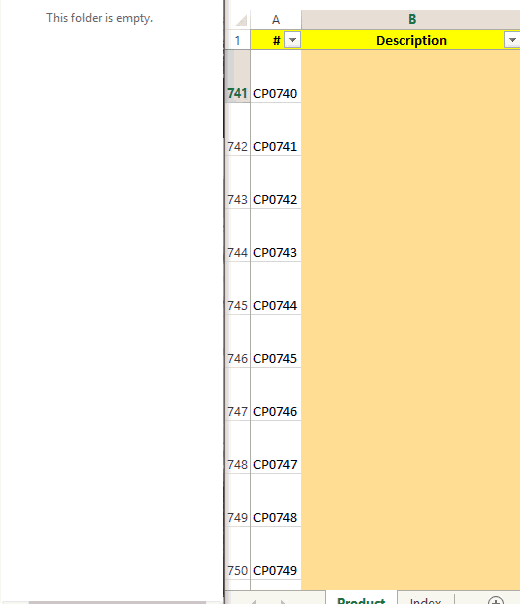 This folder is empty.
A B
1 # Description
741 CP0740
742 CP0741
743 CP0742
744 CP0743
745 CP0744
746 CP0745
747 CP0746
748 CP0747
749 CP0748
750 CP0749
Product Index